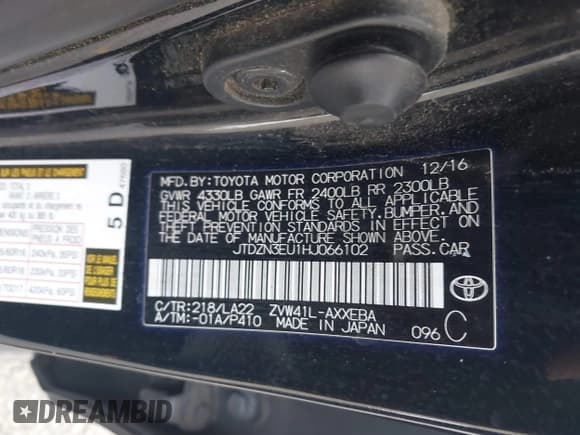 MFD.BY:TOYOTA MOTOR CORPORATION 12/16
GVWR 4330LB GAWR FR 2400LB RR 2300LB
THIS VEHICLE CONFORMS TO ALL APPLICABLE
FEDERAL MOTOR VEHICLE SAFETY,BUMPER,AND
THEFT PREVENTION STANDARDS IN EFFECT ON
THE DATE OF MANUFACTURE SHOWN ABOVE.
JTDZN3EU1HJ066102 PASS.CAR
C/TR:218/LA22 ZVW41L-AXXEBA
A/TM:-01A/P410 MADE IN JAPAN 096 C
TOYOTA
5 D
47660
DREAMBID